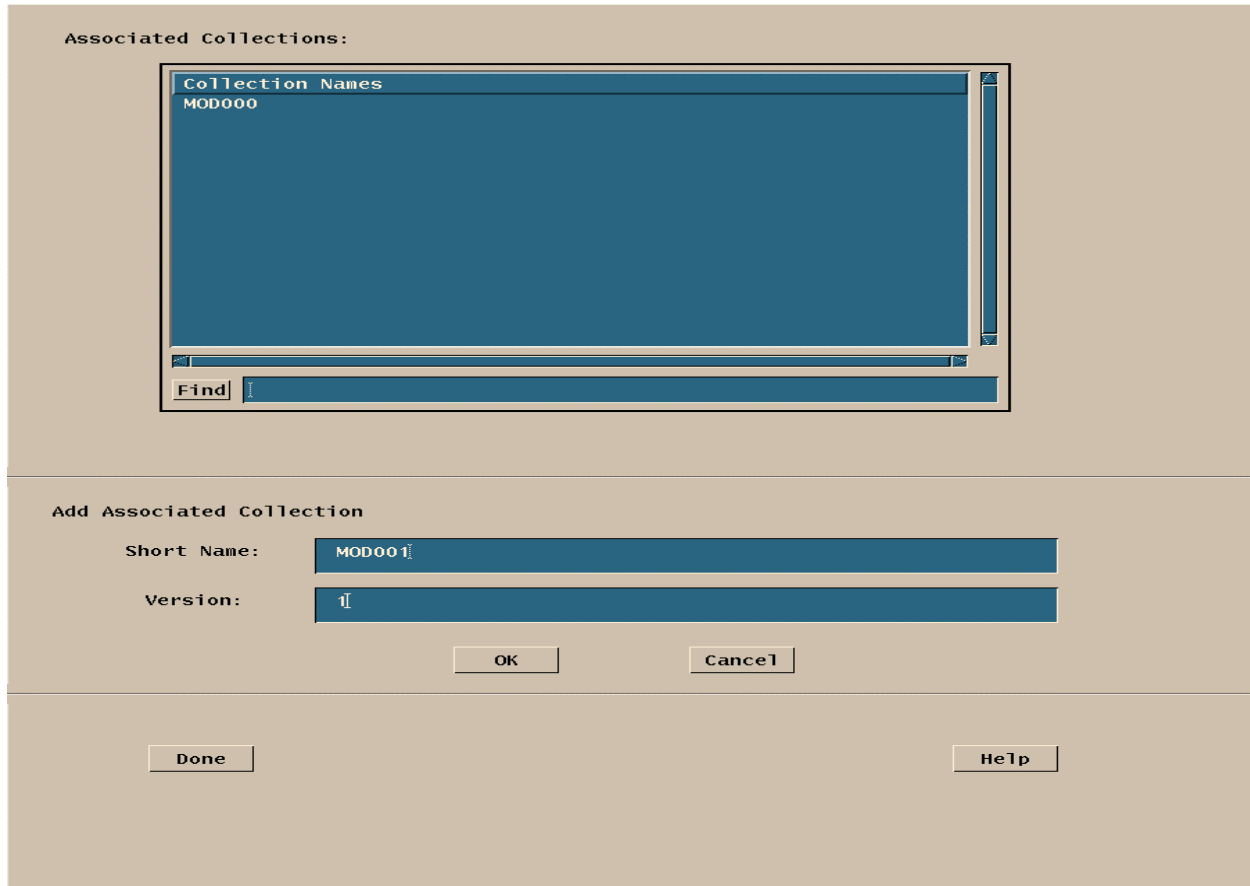 Associated Collections:
Collection Names
MOD000
Find
Add Associated Collection
Short Name: MOD001
Version: 1
OK Cancel
Done Help